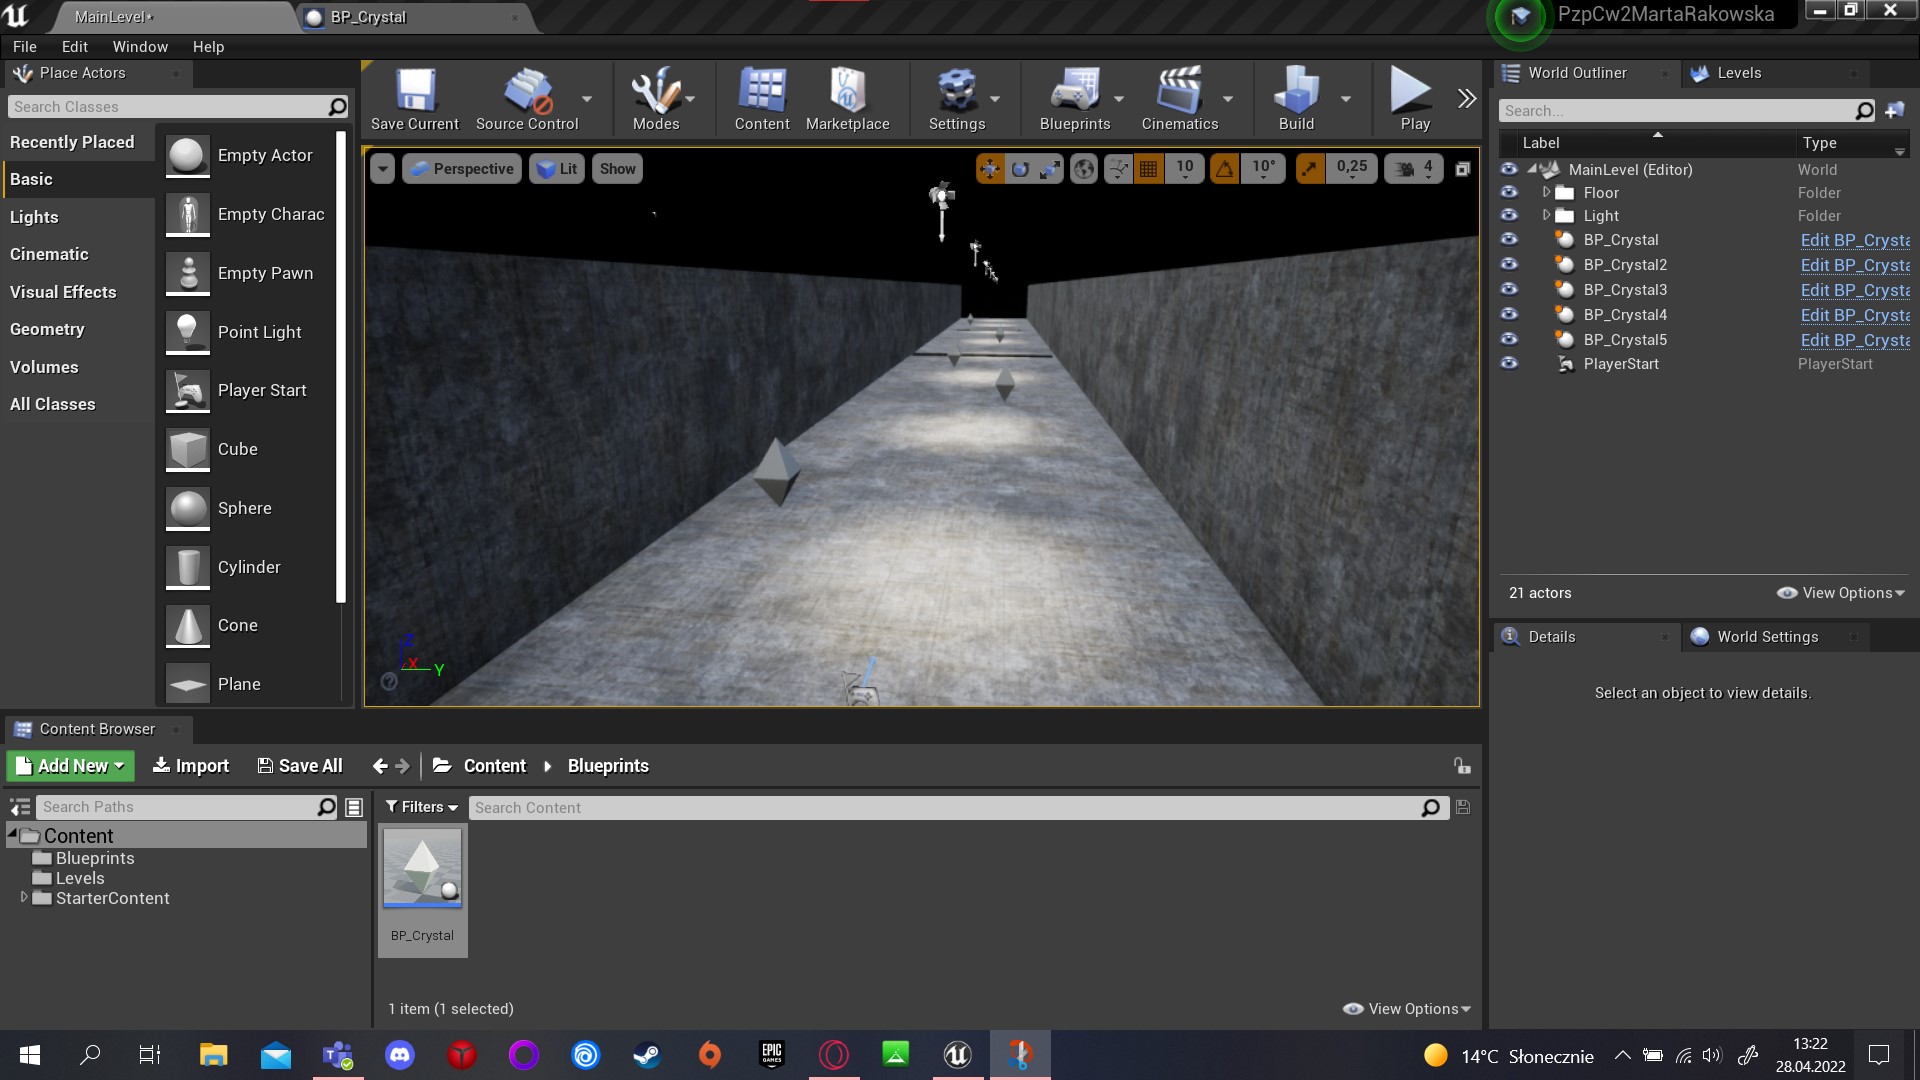 MainLevel*
BP_Crystal
PzpCw2MartaRakowska
File Edit Window Help
Place Actors
Search Classes
Recently Placed
Basic
Lights
Cinematic
Visual Effects
Geometry
Volumes
All Classes
Empty Actor
Empty Charac
Empty Pawn
Point Light
Player Start
Cube
Sphere
Cylinder
Cone
Plane
Save Current
Source Control
Modes
Content
Marketplace
Settings
Blueprints
Cinematics
Build
Play
Perspective
Lit
Show
10
10°
0,25
4
Z
X
Y
World Outliner
Levels
Search...
Label
Type
MainLevel (Editor) World
Floor Folder
Light Folder
BP_Crystal Edit BP_Crysta
BP_Crystal2 Edit BP_Crysta
BP_Crystal3 Edit BP_Crysta
BP_Crystal4 Edit BP_Crysta
BP_Crystal5 Edit BP_Crysta
PlayerStart PlayerStart
21 actors
View Options
Details
World Settings
Select an object to view details.
Content Browser
Add New
Import
Save All
Content
Blueprints
Search Paths
Filters
Search Content
Content
Blueprints
Levels
StarterContent
BP_Crystal
1 item (1 selected)
View Options
EPIC
GAMES
14°C Słonecznie
13:22
28.04.2022